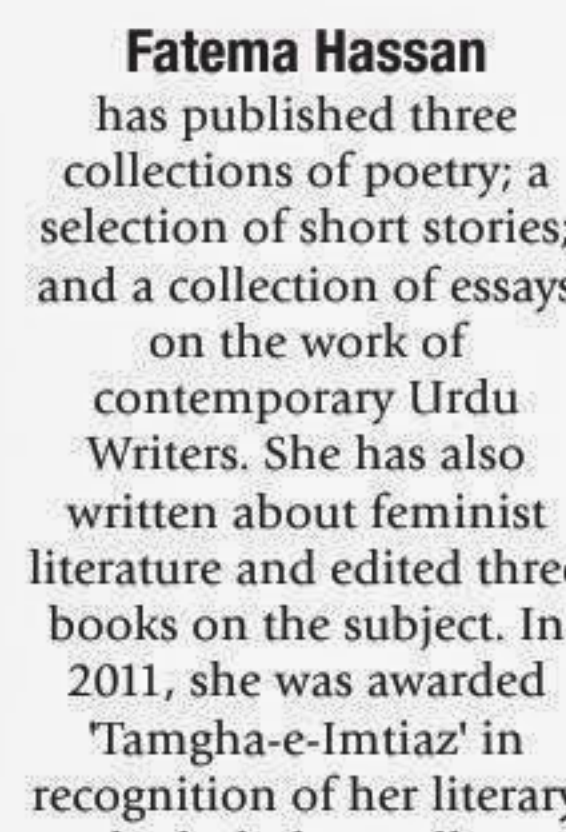 Fatema Hassan
has published three
collections of poetry; a
selection of short stories;
and a collection of essays
on the work of
contemporary Urdu
Writers. She has also
written about feminist
literature and edited three
books on the subject. In
2011, she was awarded
'Tamgha-e-Imtiaz' in
recognition of her literary